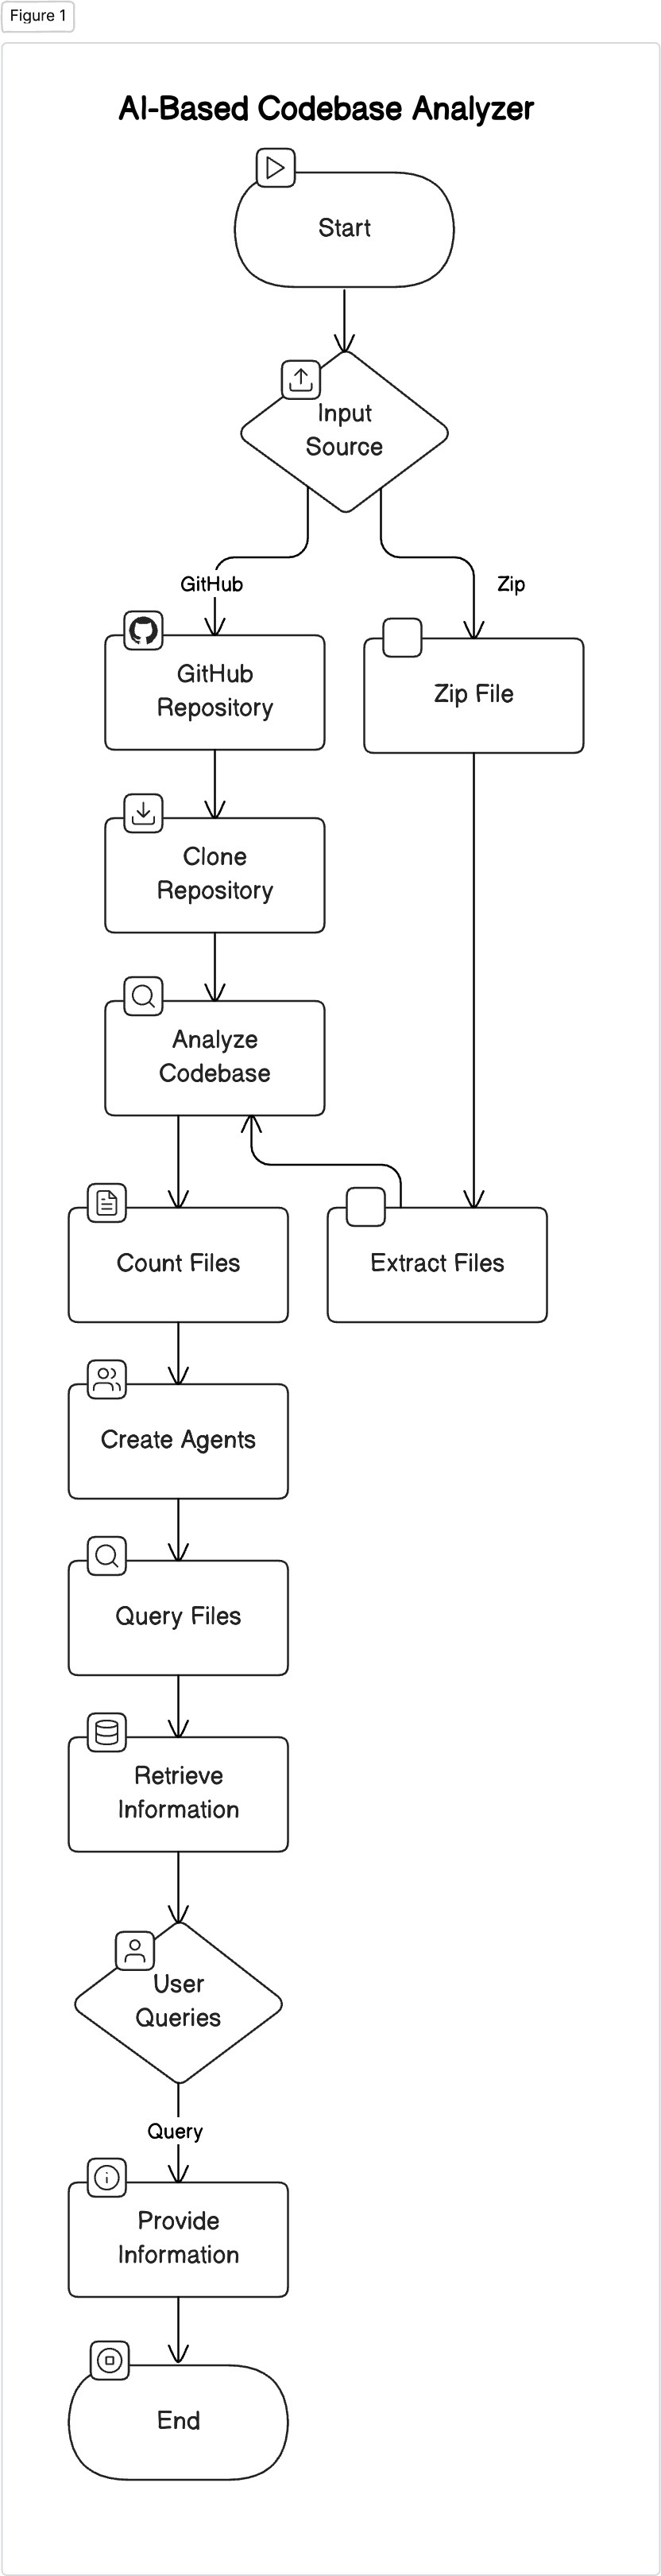 Figure 1
AI-Based Codebase Analyzer
Start
Input
Source
GitHub
Zip
GitHub
Repository
Zip File
Clone
Repository
Analyze
Codebase
Count Files
Extract Files
Create Agents
Query Files
Retrieve
Information
User
Queries
Query
Provide
Information
End